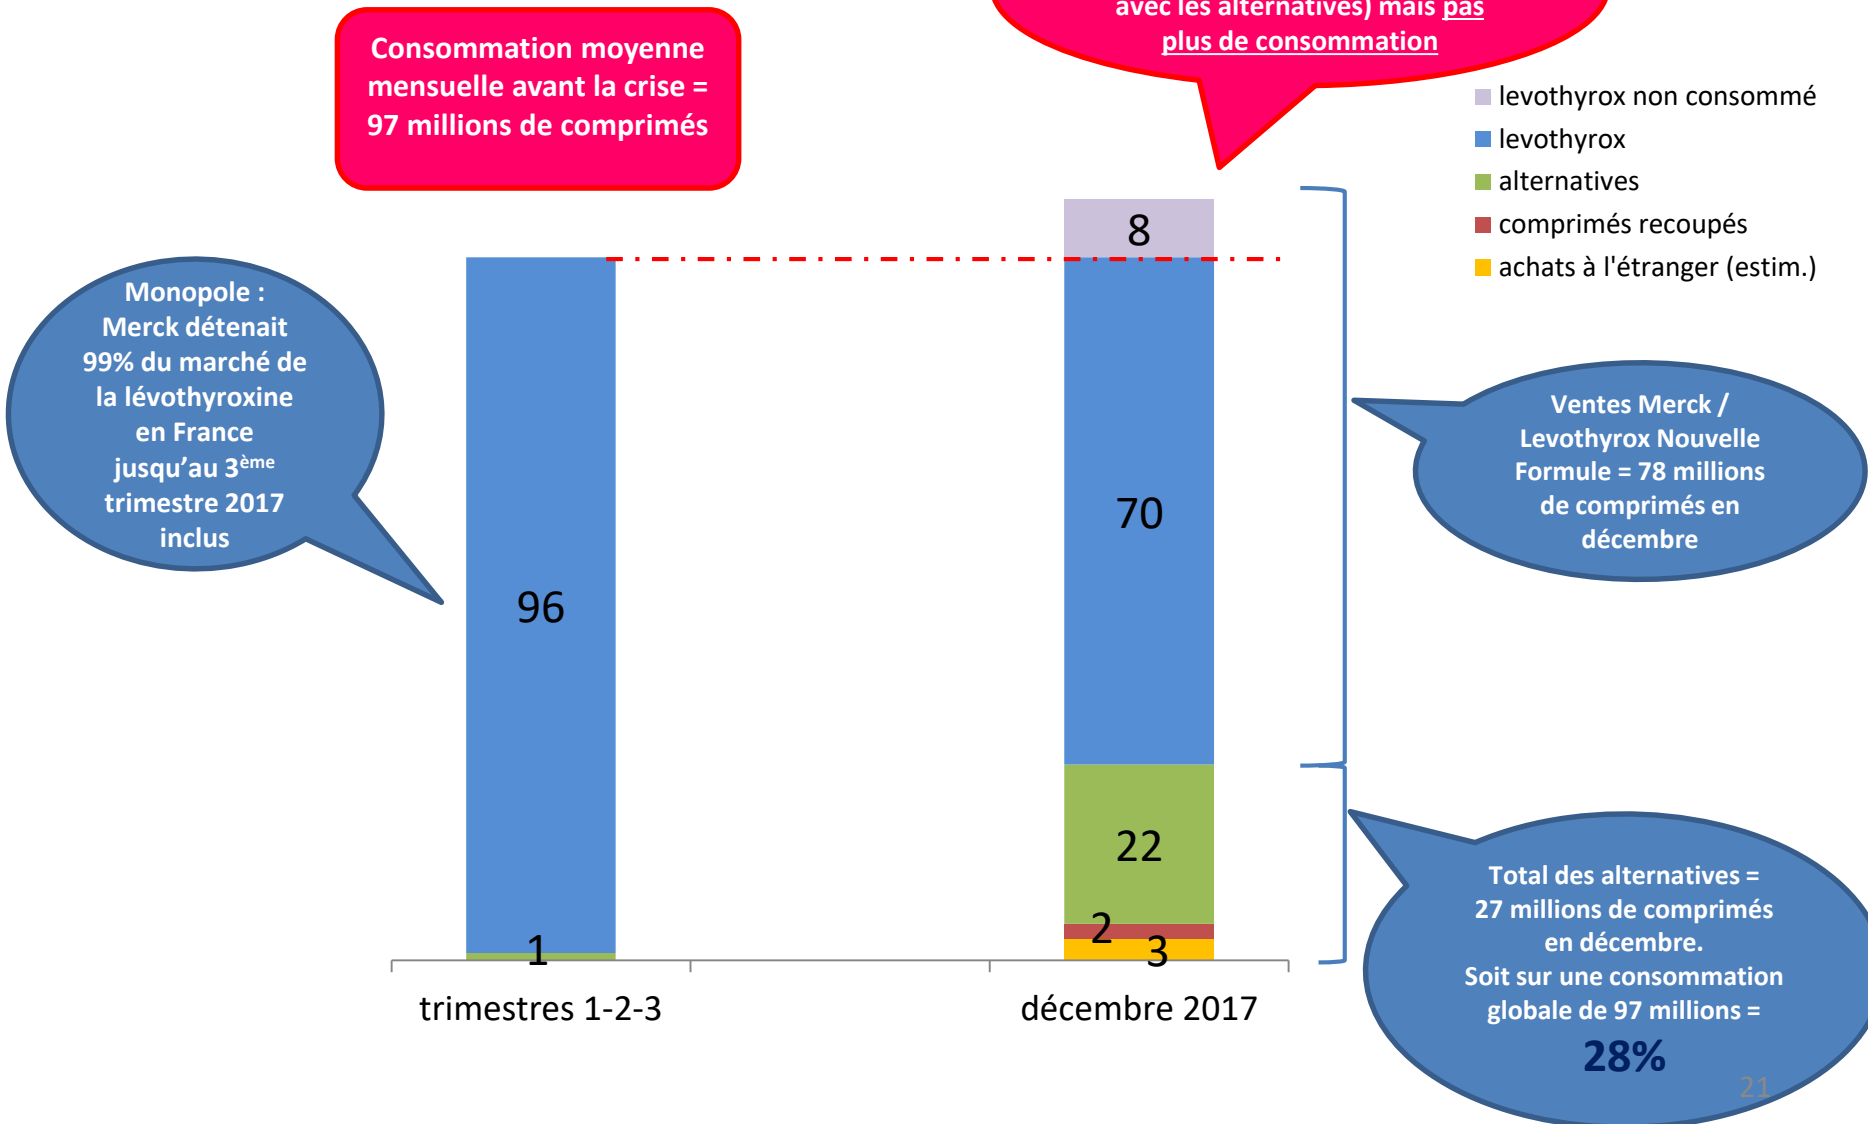 avec les alternatives) mais pas
plus de consommation
Consommation moyenne
mensuelle avant la crise =
97 millions de comprimés
levothyrox non consommé
levothyrox
alternatives
comprimés recoupés
achats à l'étranger (estim.)
Monopole :
Merck détenait
99% du marché de
la lévothyroxine
en France
jusqu’au 3ème
trimestre 2017
inclus
96
1
8
70
22
2
3
Ventes Merck /
Levothyrox Nouvelle
Formule = 78 millions
de comprimés en
décembre
Total des alternatives =
27 millions de comprimés
en décembre.
Soit sur une consommation
globale de 97 millions =
28%
trimestres 1-2-3
décembre 2017
21